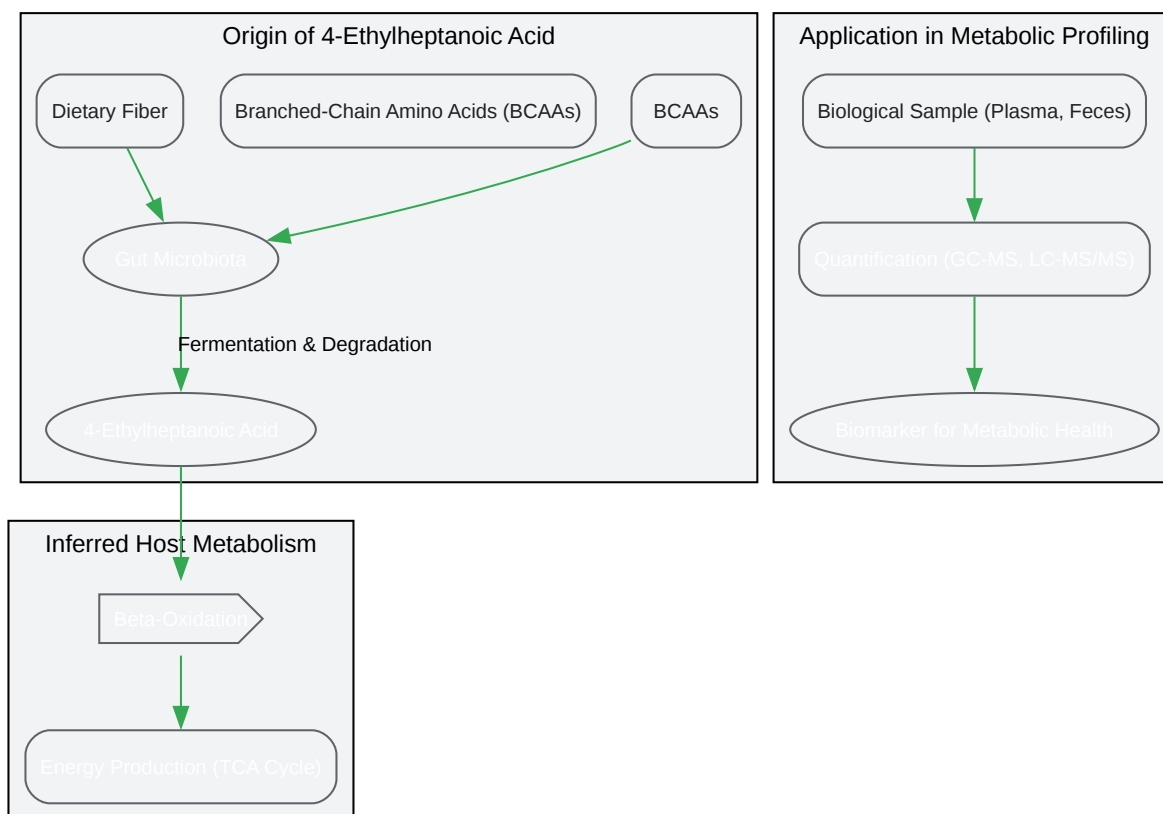 Origin of 4-Ethylheptanoic Acid
Dietary Fiber
Branched-Chain Amino Acids (BCAAs)
BCAAs
Gut Microbiota
Fermentation & Degradation
4-Ethylheptanoic Acid
Application in Metabolic Profiling
Biological Sample (Plasma, Feces)
Quantification (GC-MS, LC-MS/MS)
Biomarker for Metabolic Health
Inferred Host Metabolism
Beta-Oxidation
Energy Production (TCA Cycle)